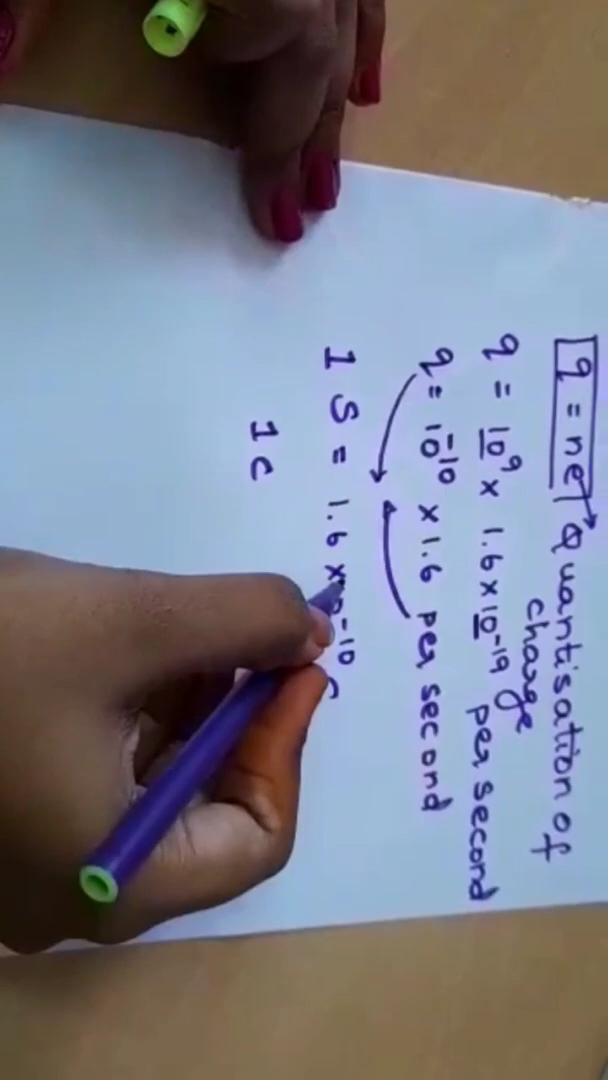 q = net Quantisation of
charge
q = 10⁹ x 1.6 x 10⁻¹⁹ per second
q = 10⁻¹⁰ x 1.6 per second
1 S = 1.6 x 10⁻¹⁰ c
1 c